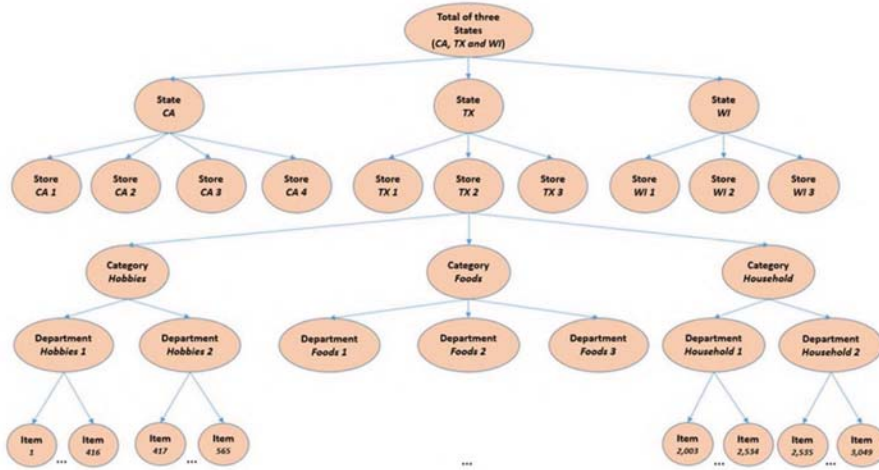 Total of three
States
(CA, TX and WI)
State
CA
State
TX
State
WI
Store
CA 1
Store
CA 2
Store
CA 3
Store
CA 4
Store
TX 1
Store
TX 2
Store
TX 3
Store
WI 1
Store
WI 2
Store
WI 3
Category
Hobbies
Category
Foods
Category
Household
Department
Hobbies 1
Department
Hobbies 2
Department
Foods 1
Department
Foods 2
Department
Foods 3
Department
Household 1
Department
Household 2
Item
1
...
Item
416
Item
417
...
Item
565
...
Item
2,003
...
Item
2,534
Item
2,535
...
Item
3,049